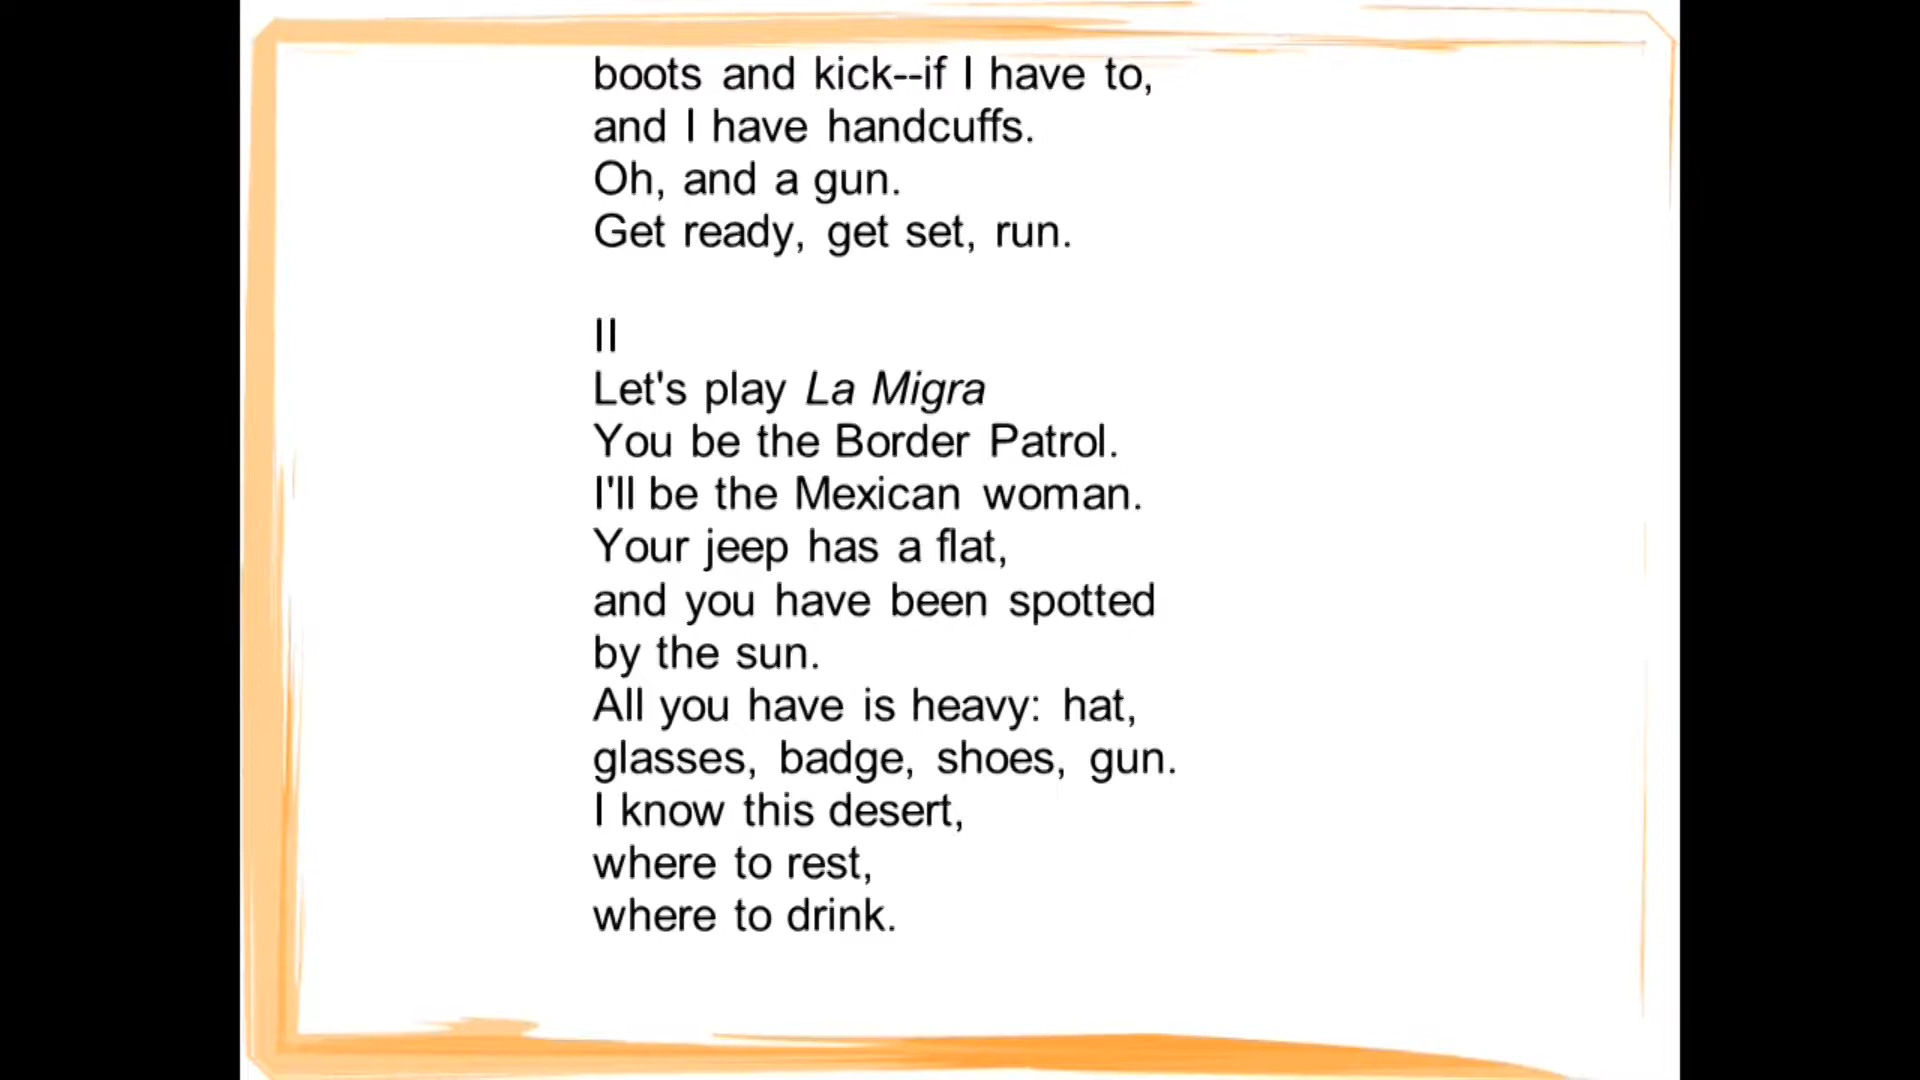 boots and kick--if I have to,
and I have handcuffs.
Oh, and a gun.
Get ready, get set, run.
II
Let's play La Migra
You be the Border Patrol.
I'll be the Mexican woman.
Your jeep has a flat,
and you have been spotted
by the sun.
All you have is heavy: hat,
glasses, badge, shoes, gun.
I know this desert,
where to rest,
where to drink.